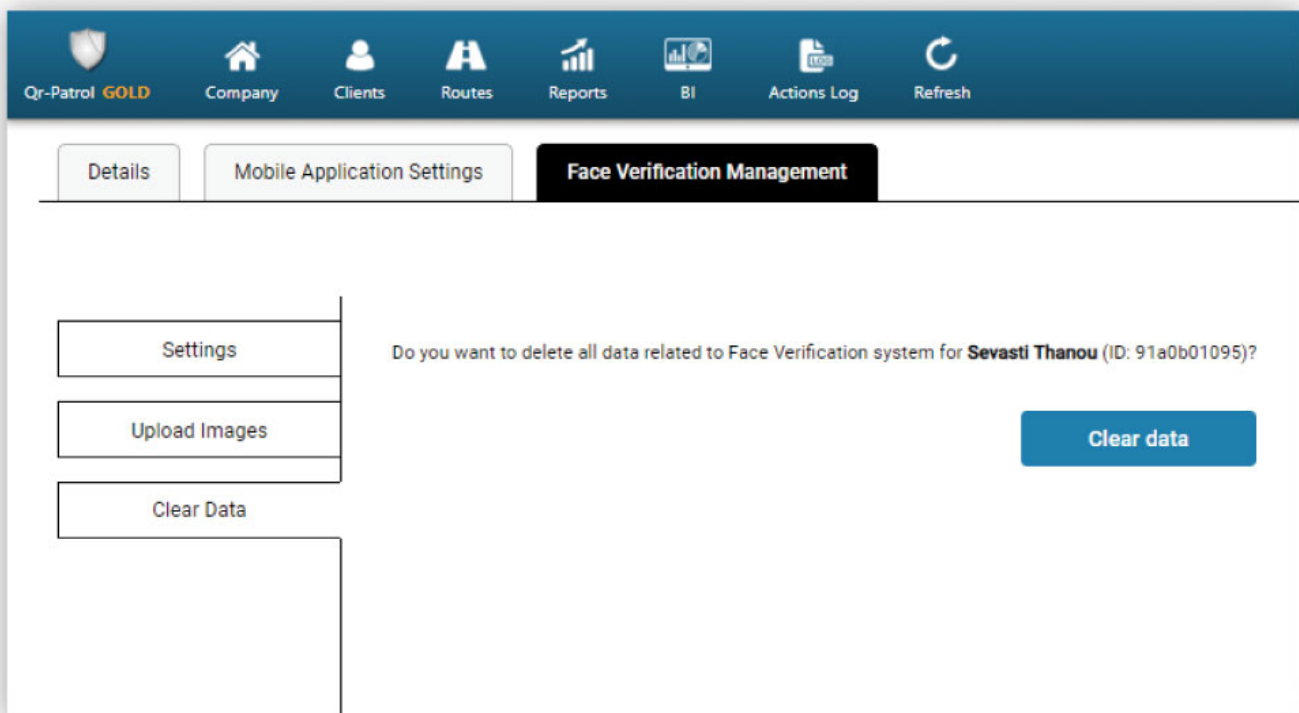 Qr-Patrol GOLD
Company
Clients
Routes
Reports
BI
LOG
Actions Log
Refresh
Details
Mobile Application Settings
Face Verification Management
Settings
Do you want to delete all data related to Face Verification system for Sevasti Thanou (ID: 91a0b01095)?
Upload Images
Clear data
Clear Data